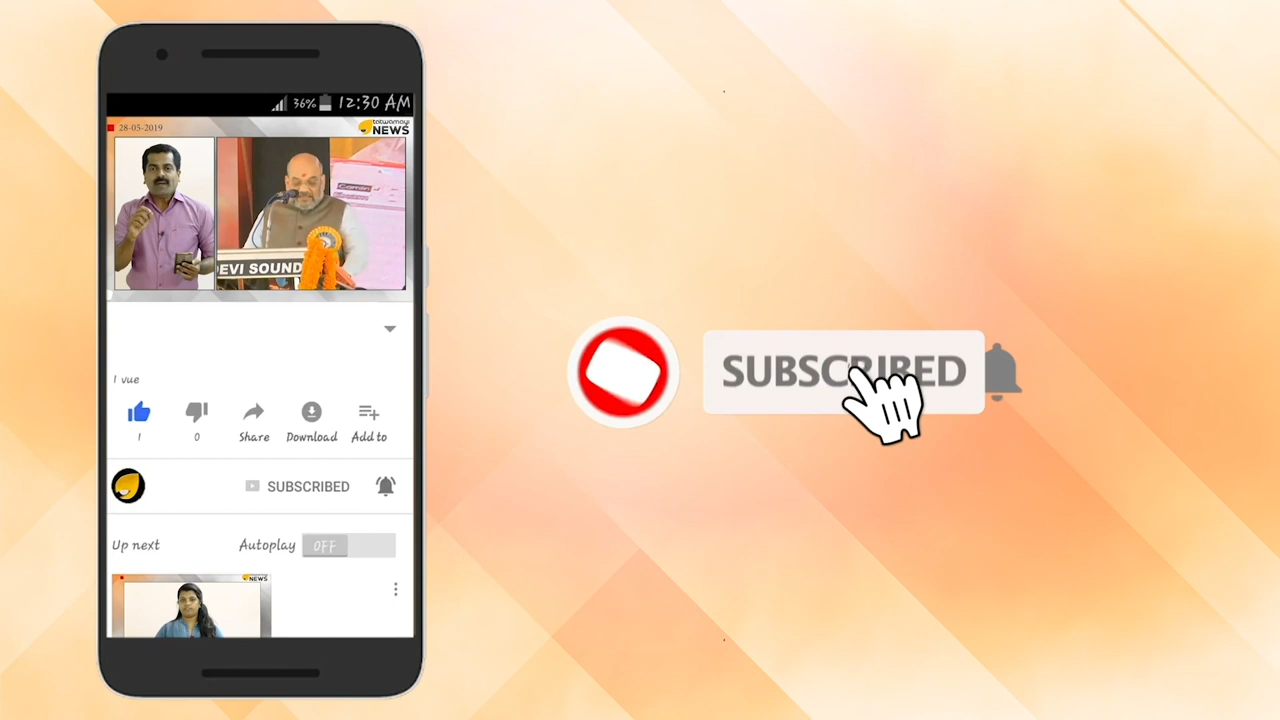 36% 12:30 AM
28-05-2019
tatwamayi
NEWS
DEVI SOUND
1 vue
1
0
Share
Download
Add to
SUBSCRIBED
Up next
Autoplay
OFF
NEWS
SUBSCRIBED